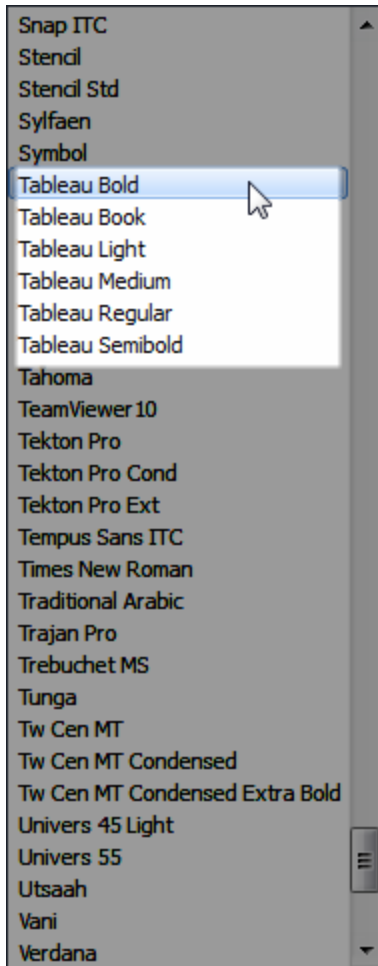 Snap ITC
Stencil
Stencil Std
Sylfaen
Symbol
Tableau Bold
Tableau Book
Tableau Light
Tableau Medium
Tableau Regular
Tableau Semibold
Tahoma
TeamViewer10
Tekton Pro
Tekton Pro Cond
Tekton Pro Ext
Tempus Sans ITC
Times New Roman
Traditional Arabic
Trajan Pro
Trebuchet MS
Tunga
Tw Cen MT
Tw Cen MT Condensed
Tw Cen MT Condensed Extra Bold
Univers 45 Light
Univers 55
Utsaah
Vani
Verdana